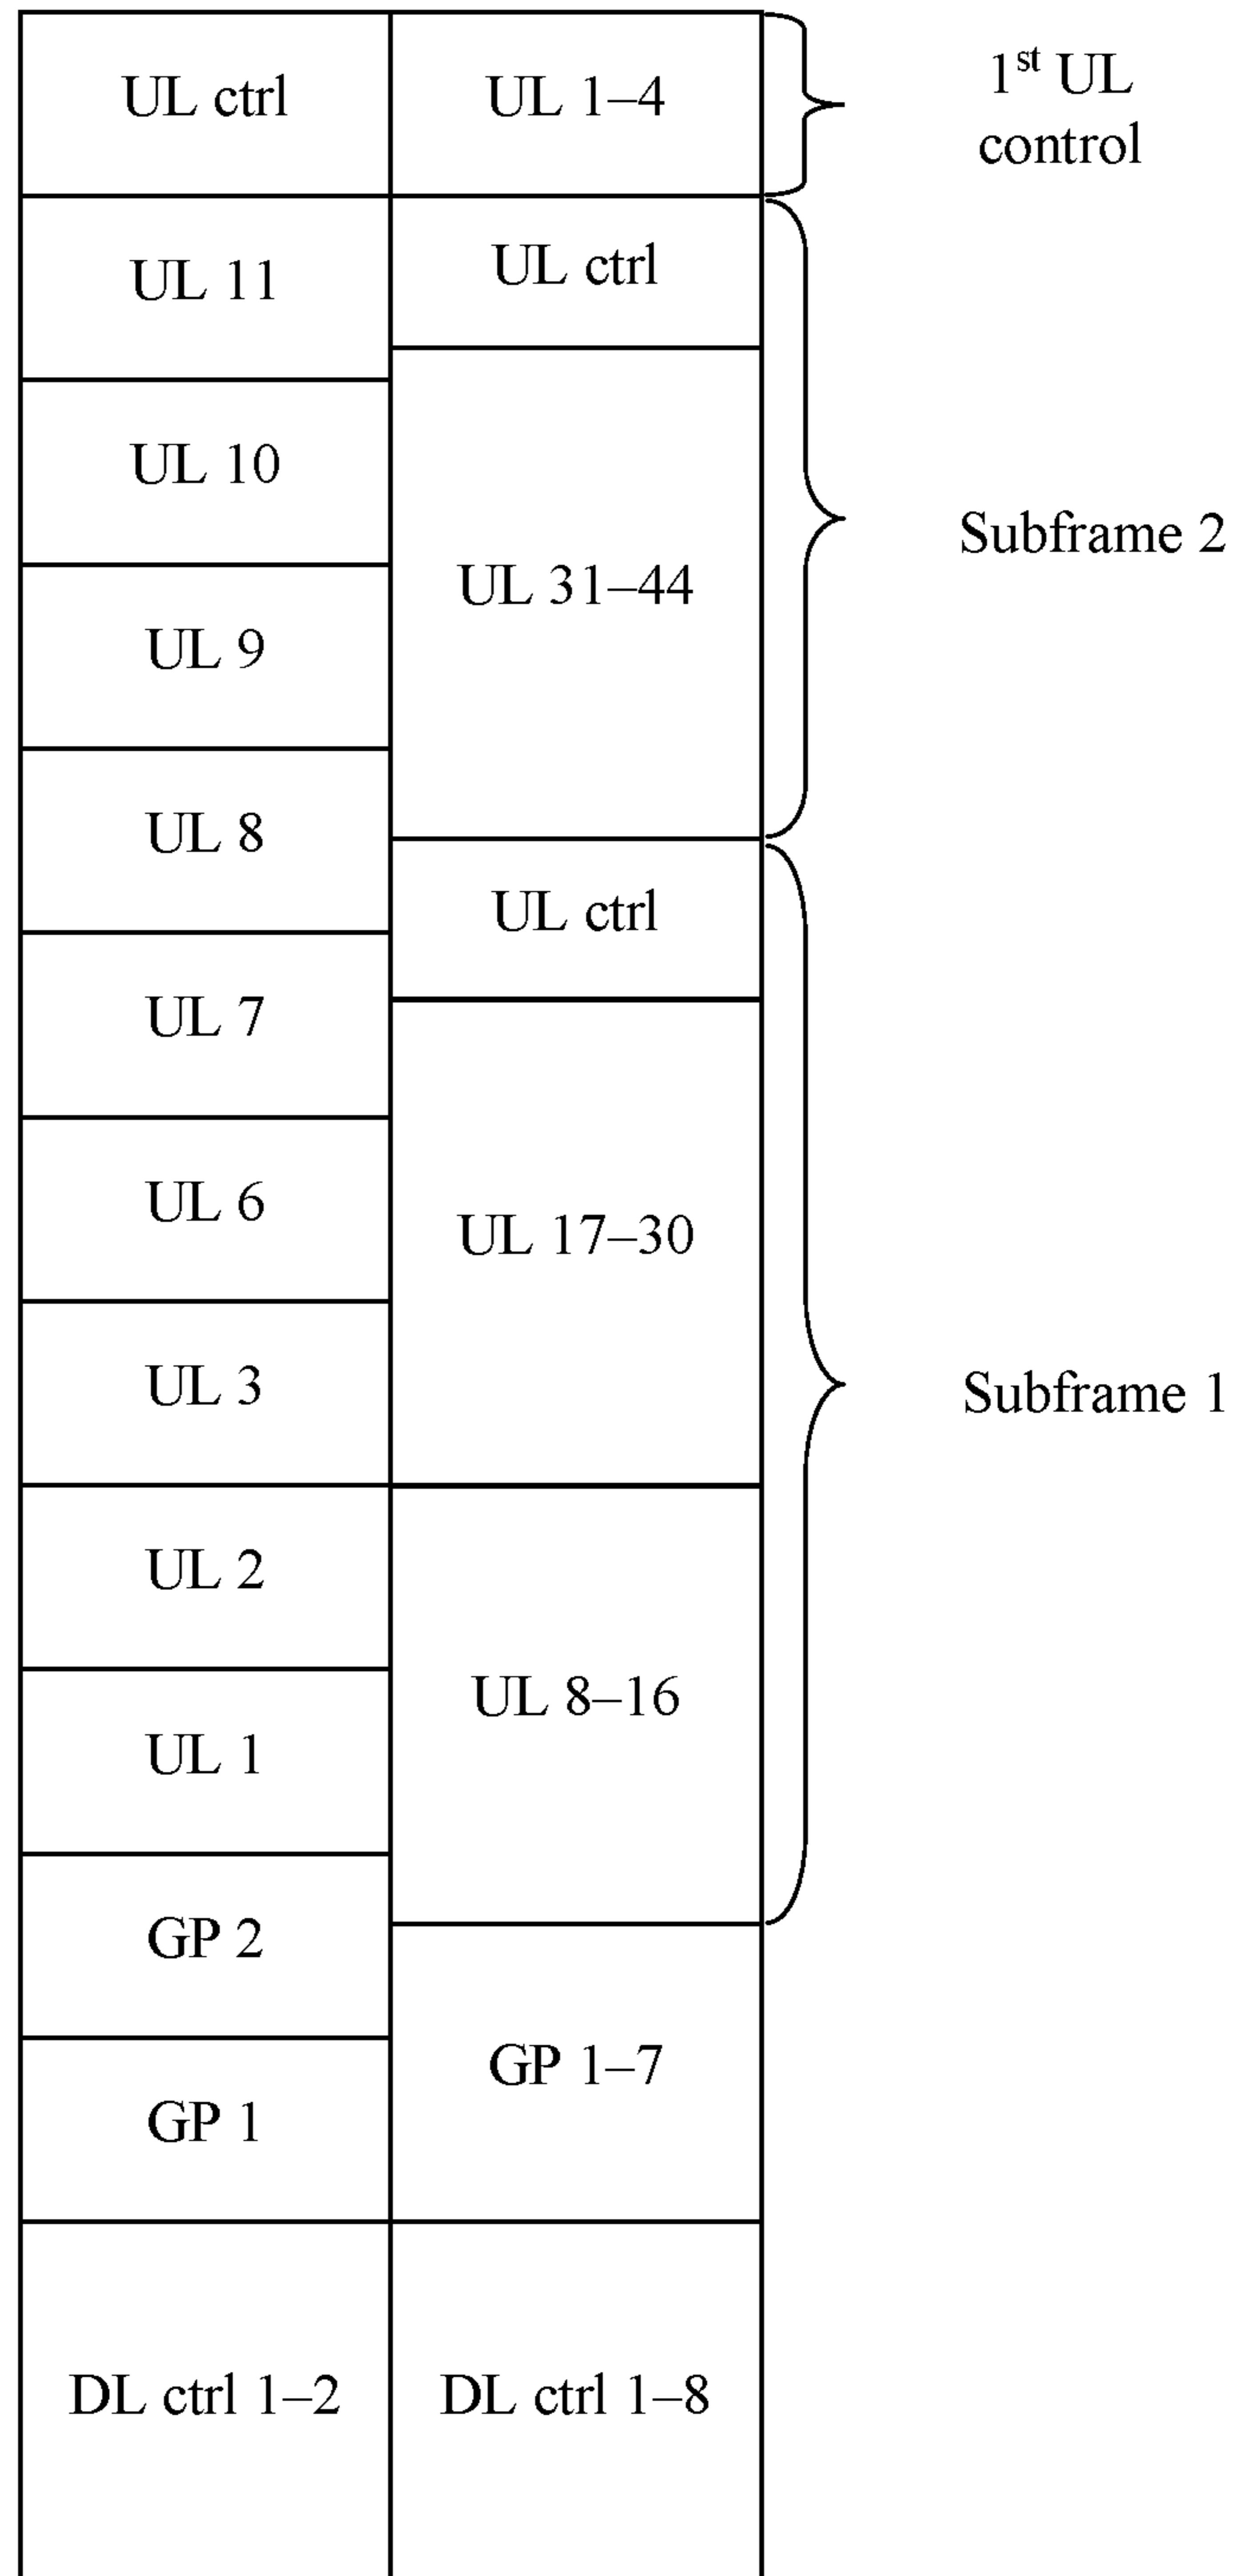 UL ctrl
UL 1–4
1st UL
control
UL 11
UL ctrl
UL 10
UL 31–44
Subframe 2
UL 9
UL 8
UL ctrl
UL 7
UL 6
UL 17–30
UL 3
Subframe 1
UL 2
UL 8–16
UL 1
GP 2
GP 1–7
GP 1
DL ctrl 1–2
DL ctrl 1–8